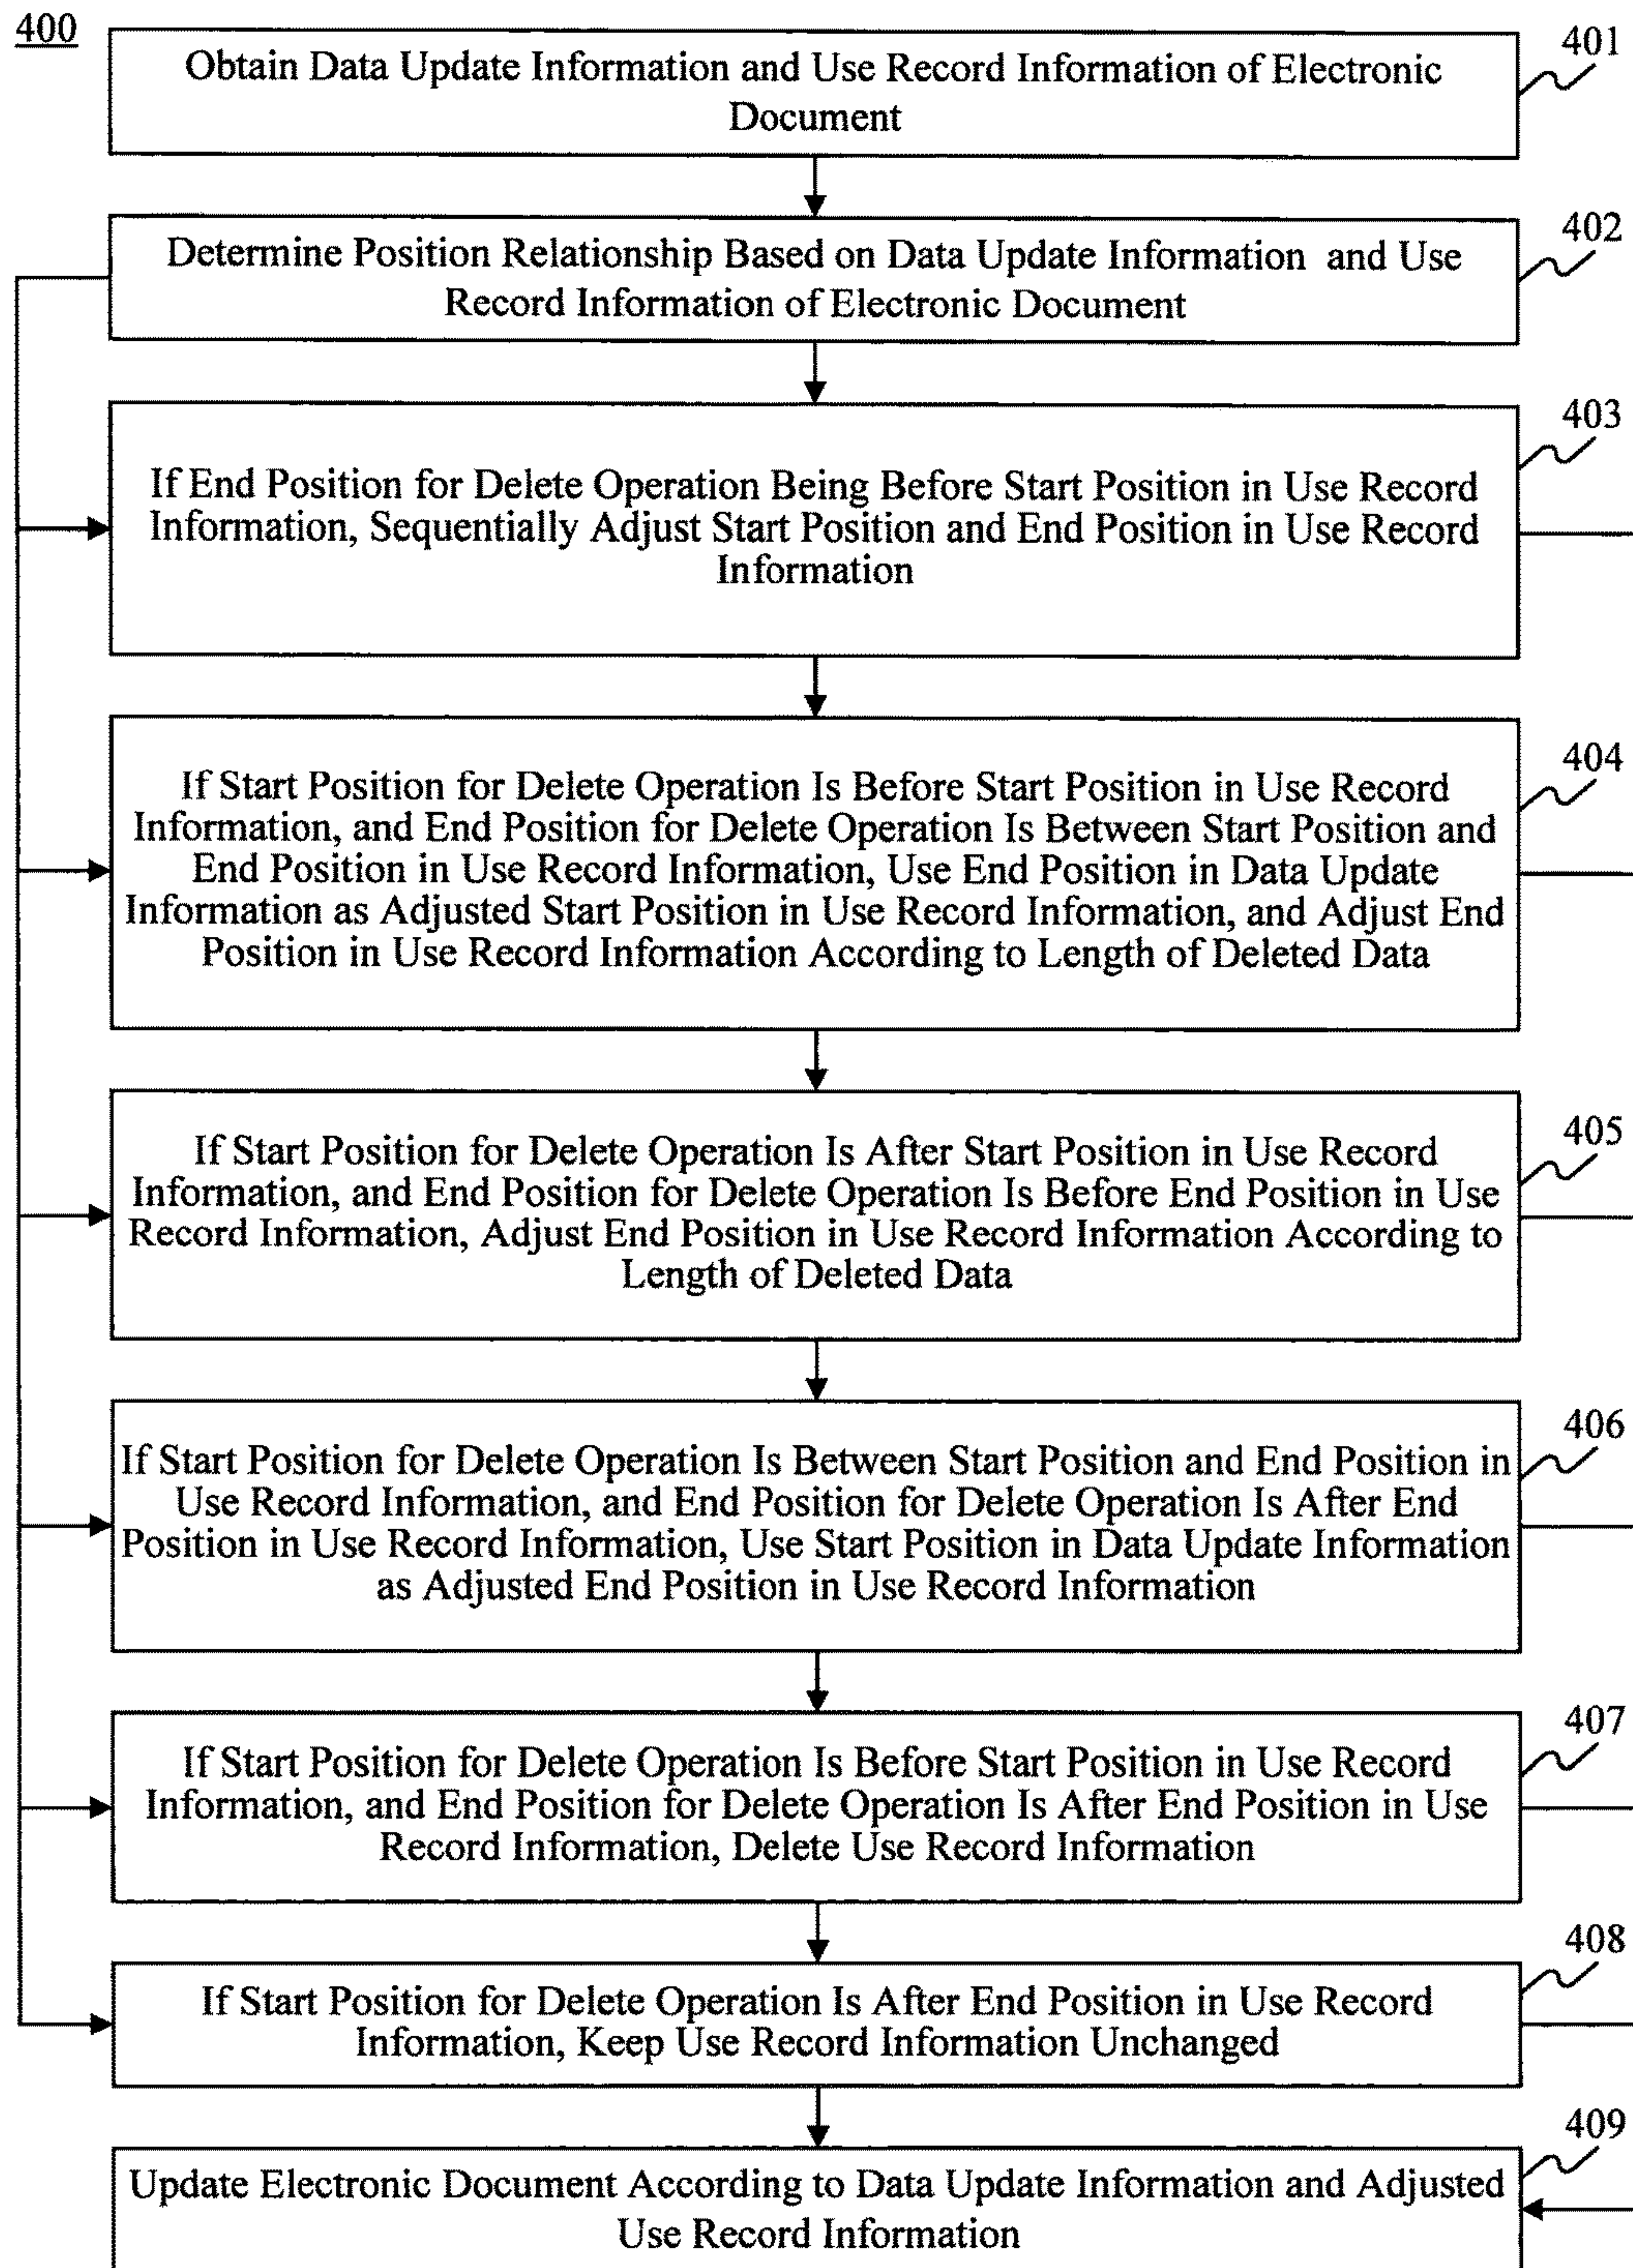 400
401
Obtain Data Update Information and Use Record Information of Electronic
Document
402
Determine Position Relationship Based on Data Update Information and Use
Record Information of Electronic Document
403
If End Position for Delete Operation Being Before Start Position in Use Record
Information, Sequentially Adjust Start Position and End Position in Use Record
Information
404
If Start Position for Delete Operation Is Before Start Position in Use Record
Information, and End Position for Delete Operation Is Between Start Position and
End Position in Use Record Information, Use End Position in Data Update
Information as Adjusted Start Position in Use Record Information, and Adjust End
Position in Use Record Information According to Length of Deleted Data
405
If Start Position for Delete Operation Is After Start Position in Use Record
Information, and End Position for Delete Operation Is Before End Position in Use
Record Information, Adjust End Position in Use Record Information According to
Length of Deleted Data
406
If Start Position for Delete Operation Is Between Start Position and End Position in
Use Record Information, and End Position for Delete Operation Is After End
Position in Use Record Information, Use Start Position in Data Update Information
as Adjusted End Position in Use Record Information
407
If Start Position for Delete Operation Is Before Start Position in Use Record
Information, and End Position for Delete Operation Is After End Position in Use
Record Information, Delete Use Record Information
408
If Start Position for Delete Operation Is After End Position in Use Record
Information, Keep Use Record Information Unchanged
409
Update Electronic Document According to Data Update Information and Adjusted
Use Record Information